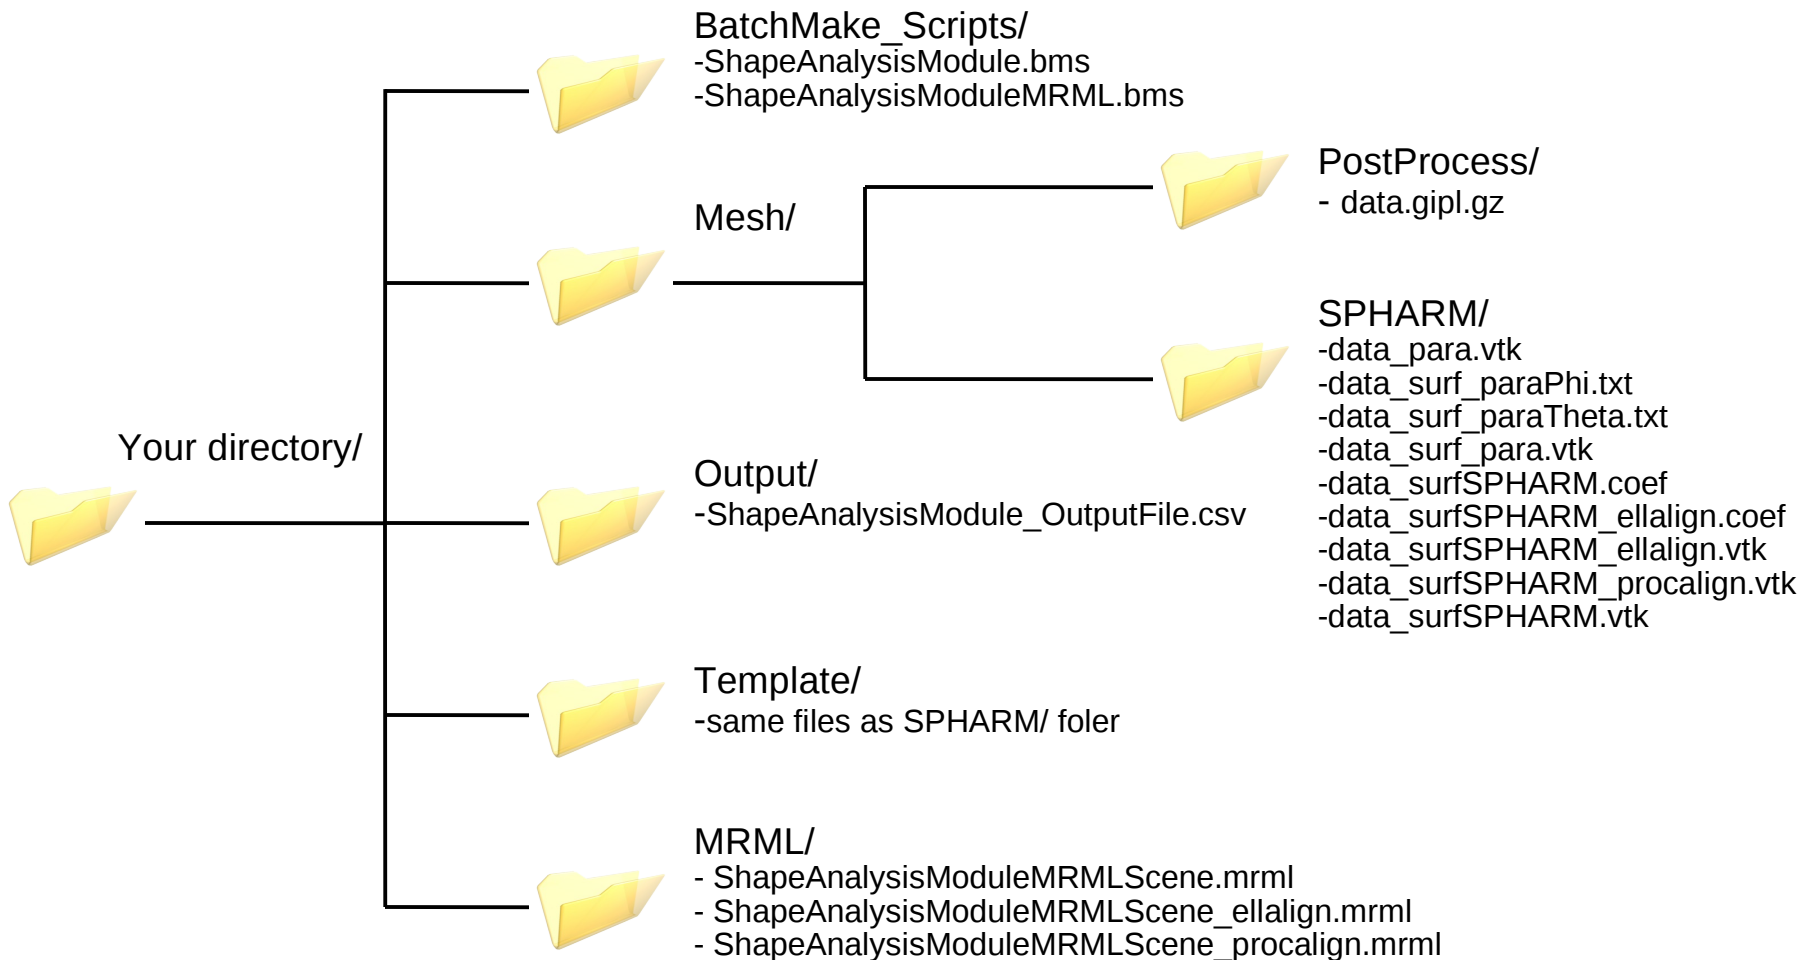 BatchMake_Scripts/
-ShapeAnalysisModule.bms
-ShapeAnalysisModuleMRML.bms
PostProcess/
- data.gipl.gz
Mesh/
SPHARM/
-data_para.vtk
-data_surf_paraPhi.txt
-data_surf_paraTheta.txt
-data_surf_para.vtk
-data_surfSPHARM.coef
-data_surfSPHARM_ellalign.coef
-data_surfSPHARM_ellalign.vtk
-data_surfSPHARM_procalign.vtk
-data_surfSPHARM.vtk
Your directory/
Output/
-ShapeAnalysisModule_OutputFile.csv
Template/
-same files as SPHARM/ foler
MRML/
- ShapeAnalysisModuleMRMLScene.mrml
- ShapeAnalysisModuleMRMLScene_ellalign.mrml
- ShapeAnalysisModuleMRMLScene_procalign.mrml